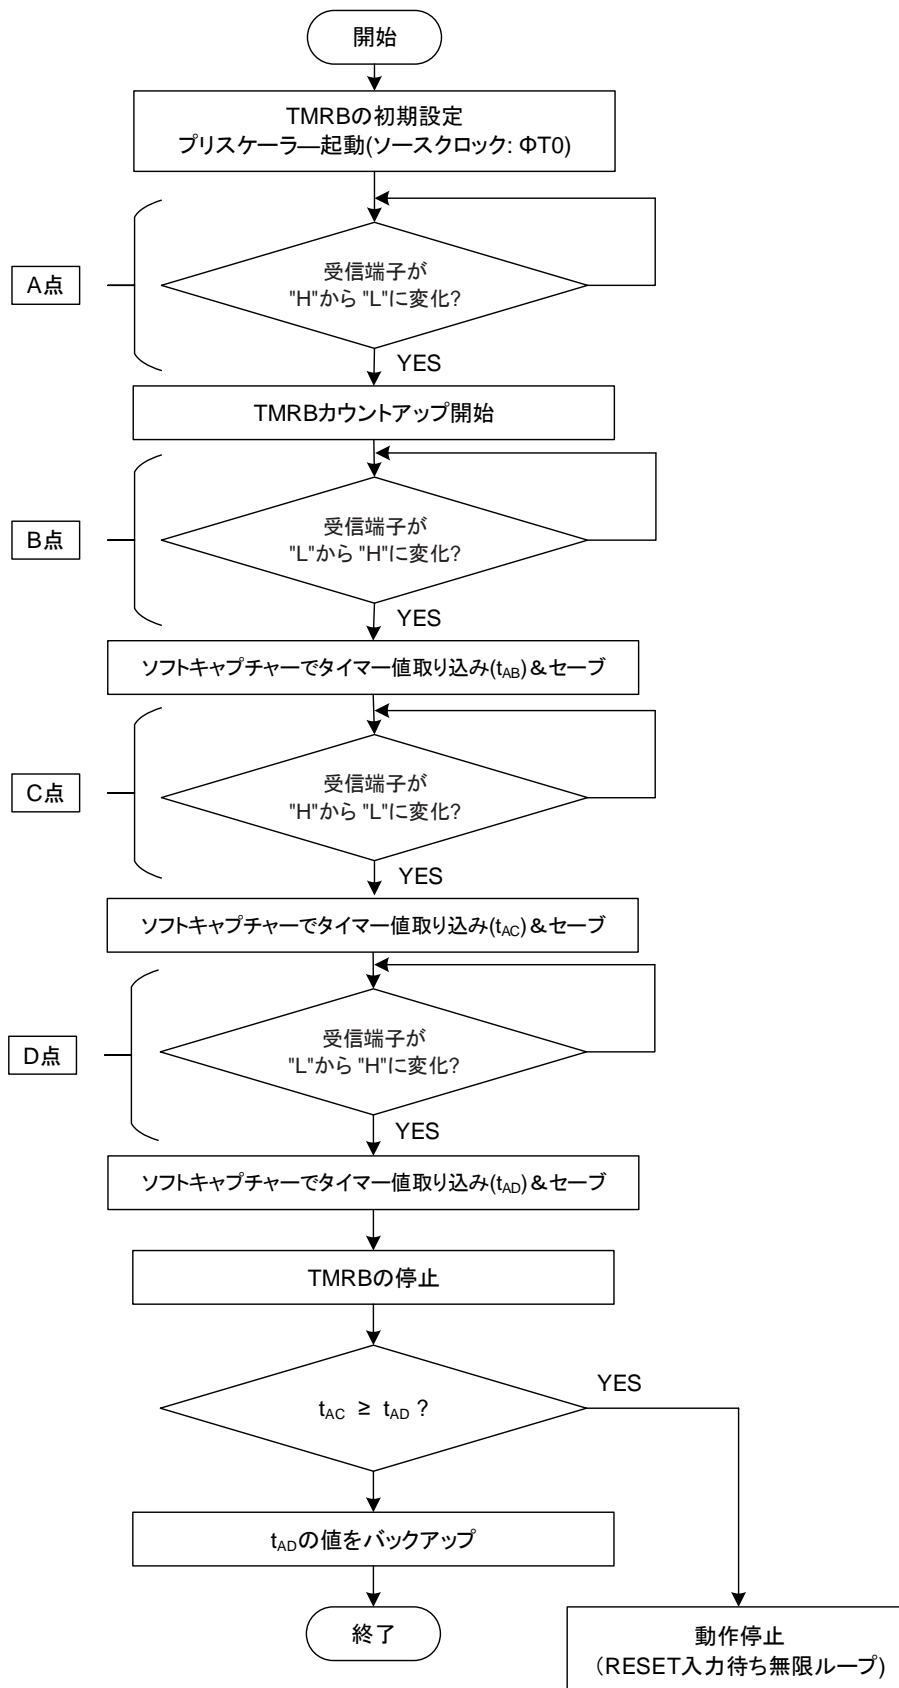 開始
TMRBの初期設定
プリスケーラ―起動(ソースクロック: ΦT0)
A点
受信端子が
"H"から "L"に変化?
YES
TMRBカウントアップ開始
B点
受信端子が
"L"から "H"に変化?
YES
ソフトキャプチャーでタイマー値取り込み(tAB)&セーブ
C点
受信端子が
"H"から "L"に変化?
YES
ソフトキャプチャーでタイマー値取り込み(tAC)&セーブ
D点
受信端子が
"L"から "H"に変化?
YES
ソフトキャプチャーでタイマー値取り込み(tAD)&セーブ
TMRBの停止
tAC ≥ tAD ?
YES
tADの値をバックアップ
終了
動作停止
(RESET入力待ち無限ループ)